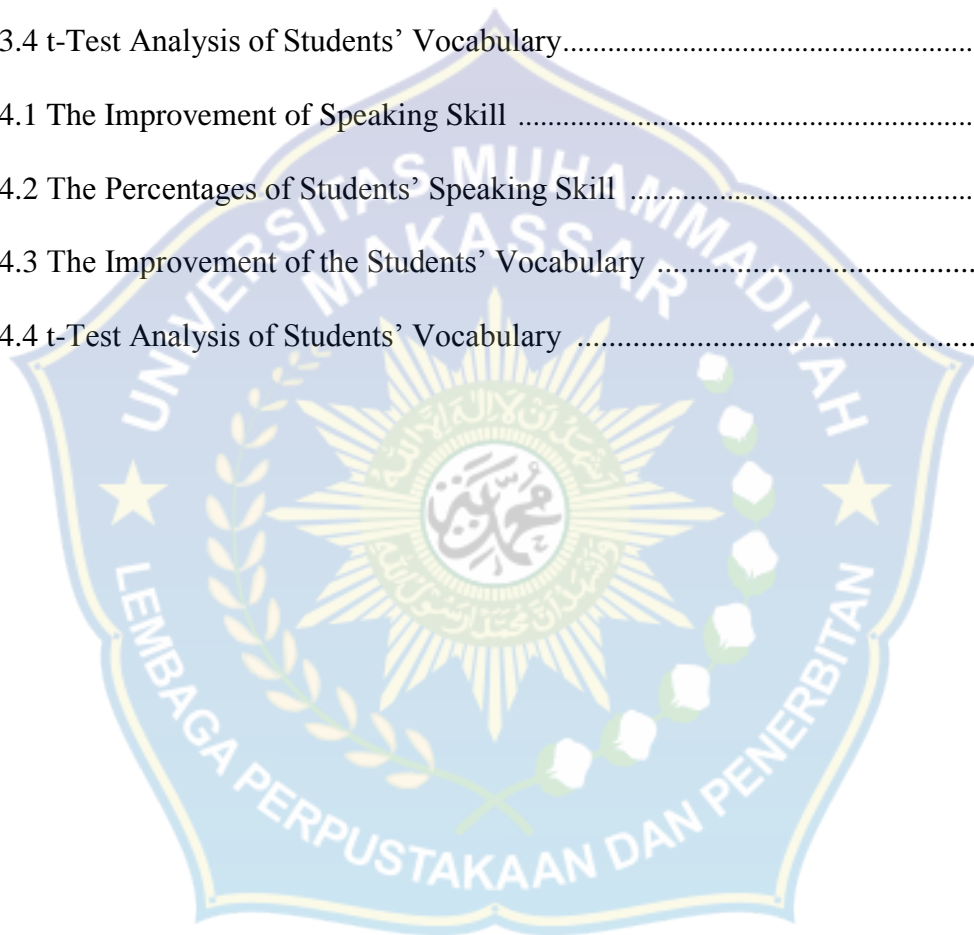 3.4 t-Test Analysis of Students’ Vocabulary..................................................
4.1 The Improvement of Speaking Skill .........................................................
4.2 The Percentages of Students’ Speaking Skill ...........................................
4.3 The Improvement of the Students’ Vocabulary ........................................
4.4 t-Test Analysis of Students’ Vocabulary ..................................................
UNIVERSITAS MUHAMMADIYAH
MAKASSAR
LEMBAGA PERPUSTAKAAN DAN PENERBITAN